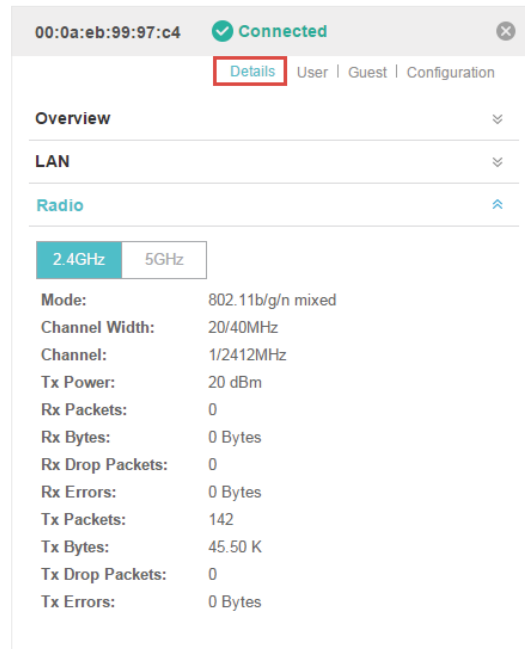 00:0a:eb:99:97:c4 Connected
Details User | Guest | Configuration
Overview
LAN
Radio
2.4GHz 5GHz
Mode: 802.11b/g/n mixed
Channel Width: 20/40MHz
Channel: 1/2412MHz
Tx Power: 20 dBm
Rx Packets: 0
Rx Bytes: 0 Bytes
Rx Drop Packets: 0
Rx Errors: 0 Bytes
Tx Packets: 142
Tx Bytes: 45.50 K
Tx Drop Packets: 0
Tx Errors: 0 Bytes